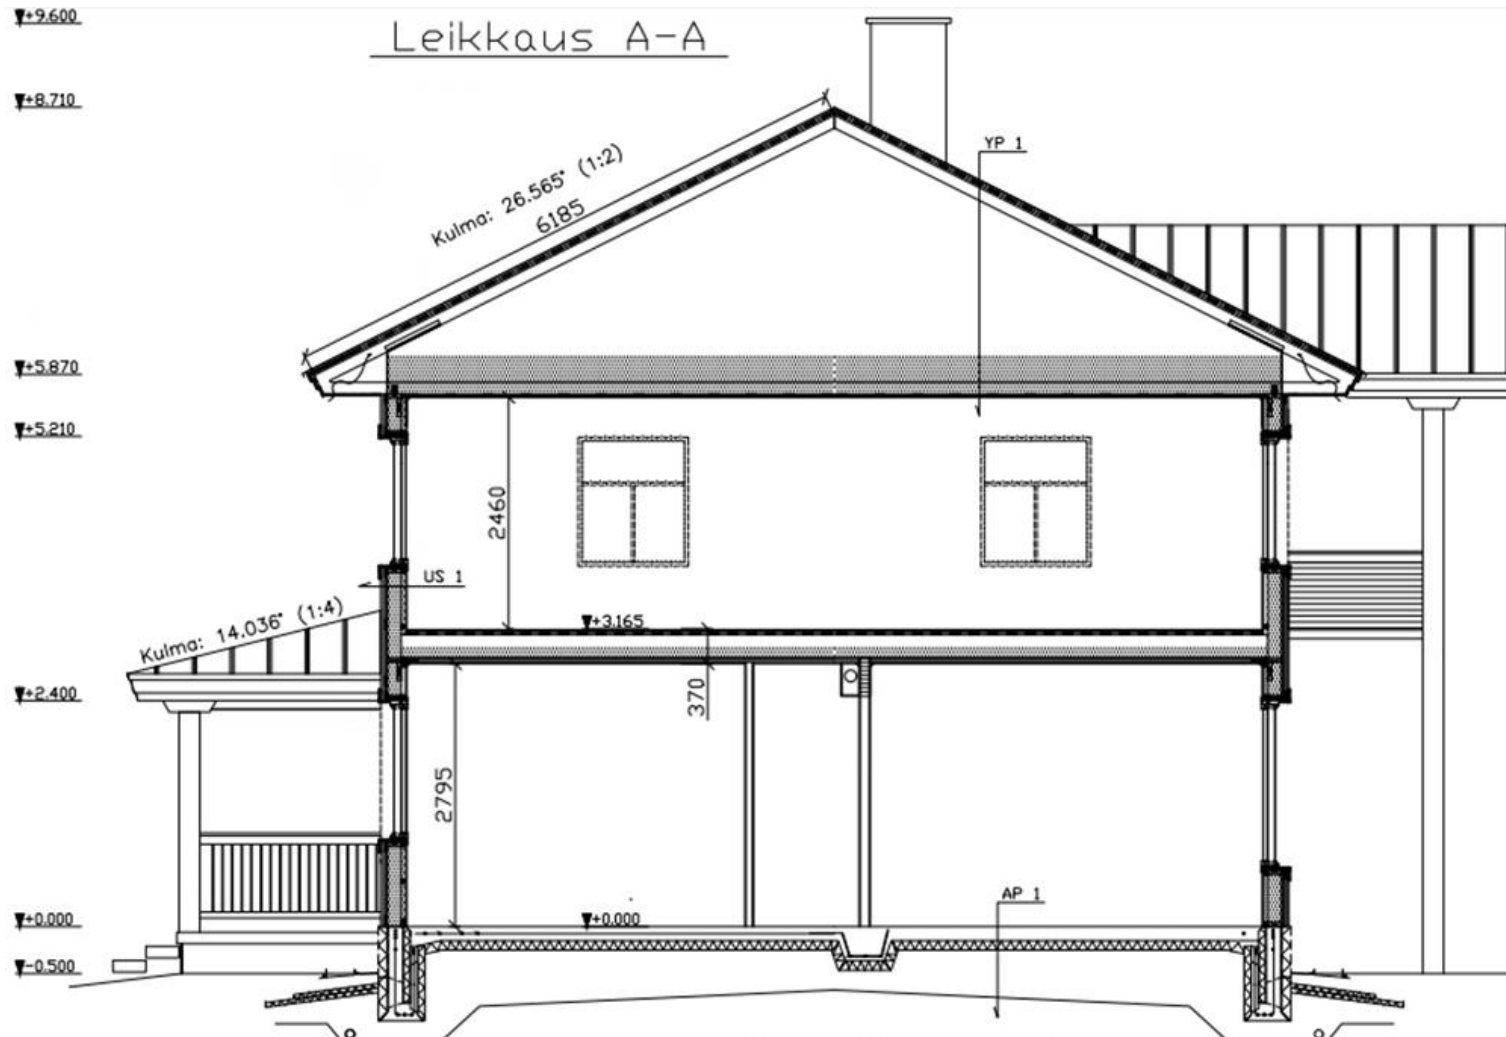 +9.600
Leikkaus A-A
+8.710
YP 1
Kulma: 26.565° (1:2)
6185
+5.870
+5.210
2460
US 1
Kulma: 14.036° (1:4)
+3.165
370
+2.400
2795
AP 1
+0.000
+0.000
-0.500